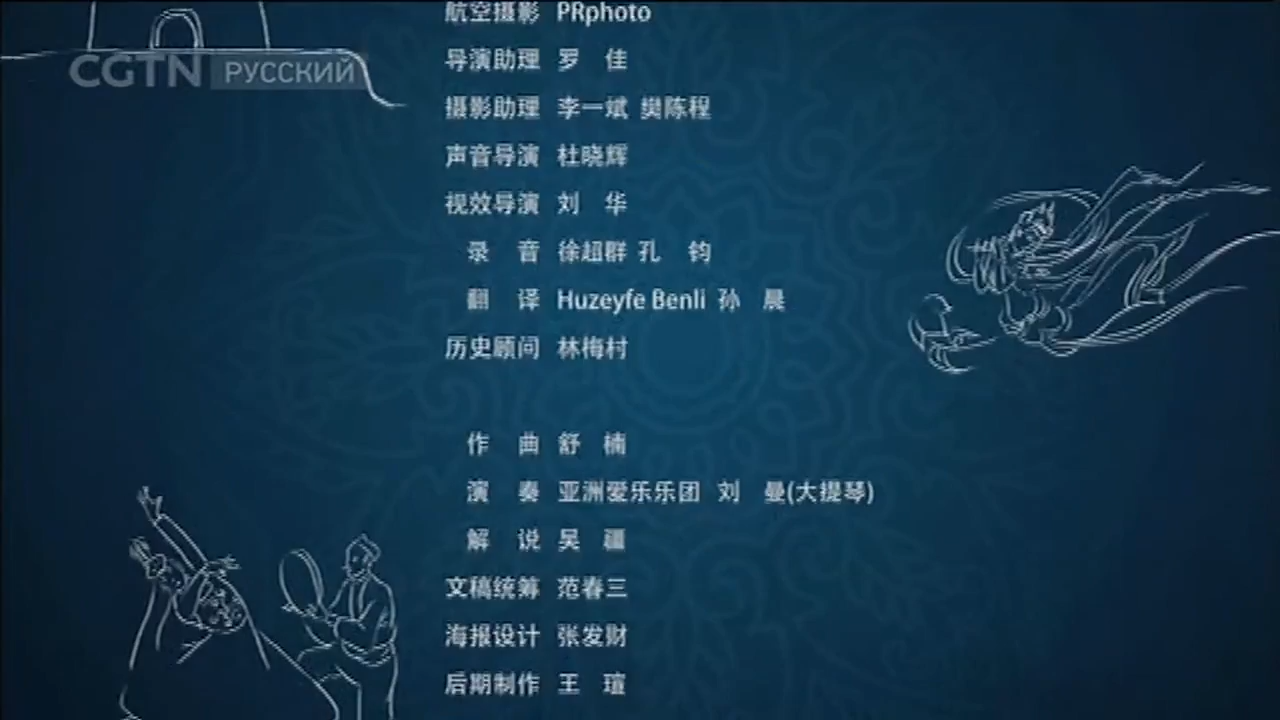 航空摄影 PRphoto
CGTN РУССКИЙ
导演助理 罗 佳
摄影助理 李一斌 樊陈程
声音导演 杜晓辉
视效导演 刘 华
录 音 徐超群 孔 钧
翻 译 Huzeyfe Benli 孙 晨
历史顾问 林梅村
作 曲 舒 楠
演 奏 亚洲爱乐乐团 刘 曼(大提琴)
解 说 吴 疆
文稿统筹 范春三
海报设计 张发财
后期制作 王 瑄